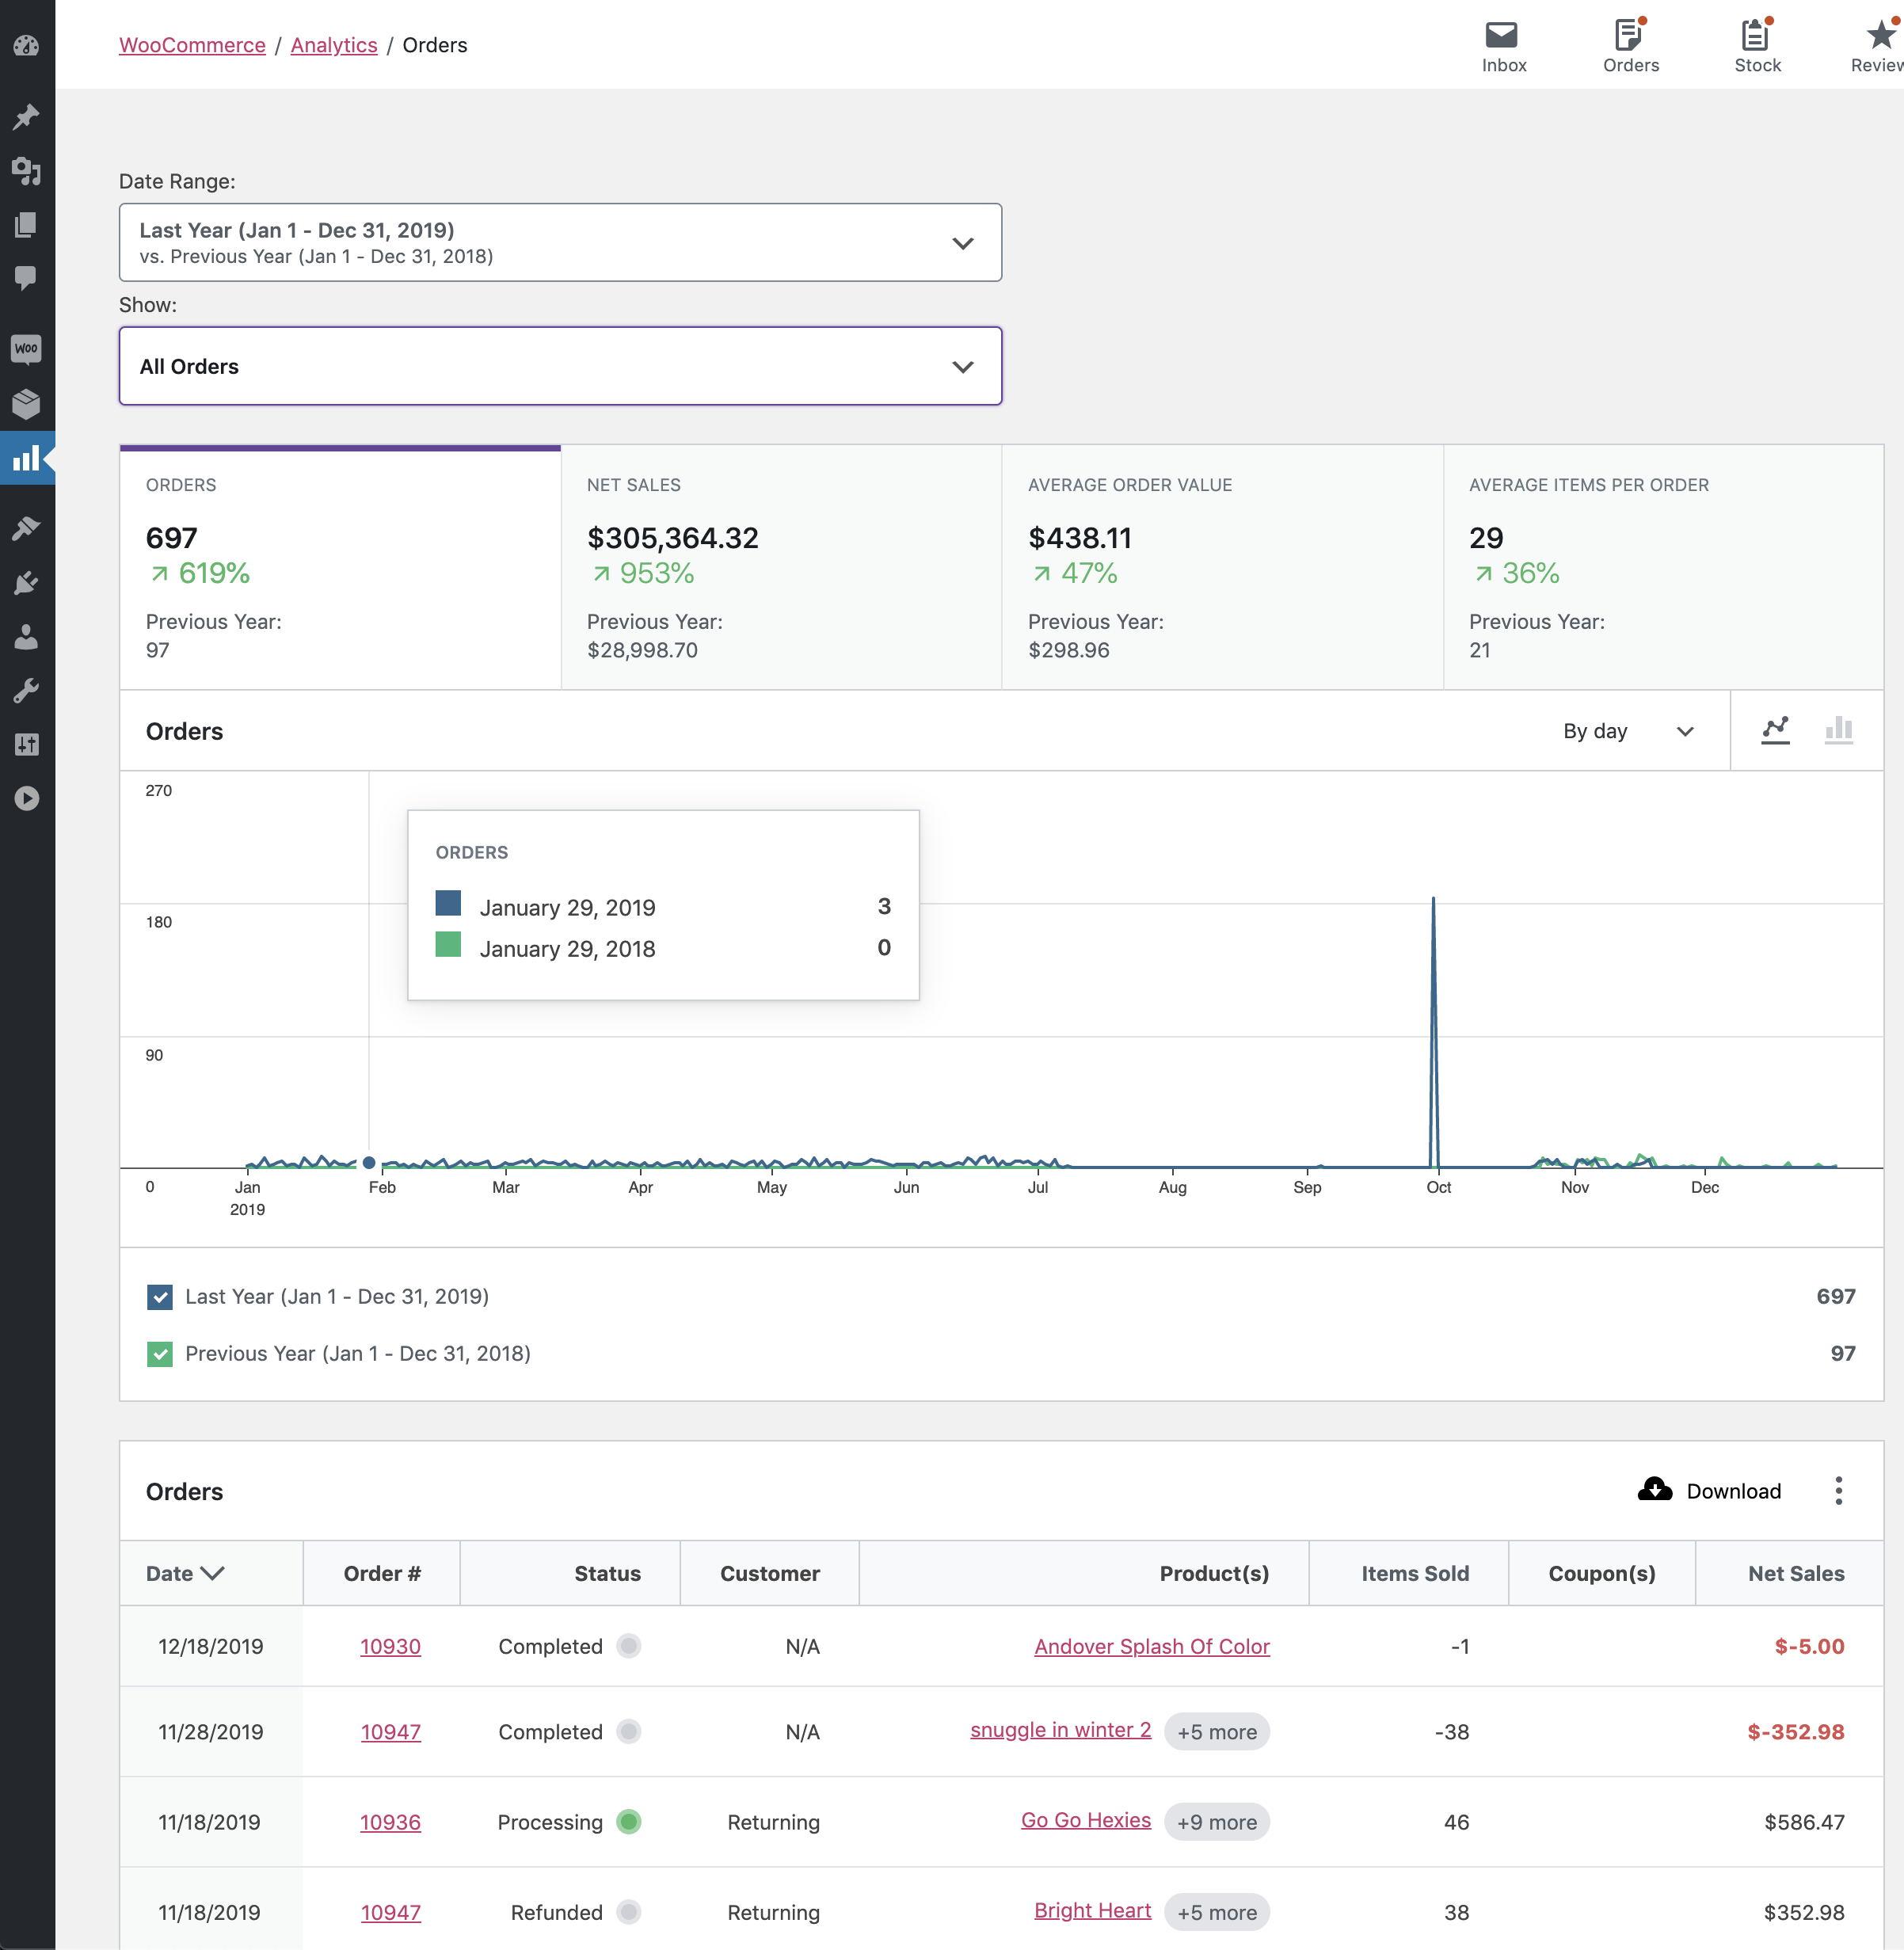 WooCommerce / Analytics / Orders
Inbox
Orders
Stock
Review
Date Range:
Last Year (Jan 1 - Dec 31, 2019)
vs. Previous Year (Jan 1 - Dec 31, 2018)
Show:
All Orders
Woo
ORDERS
697
619%
Previous Year:
97
NET SALES
$305,364.32
953%
Previous Year:
$28,998.70
AVERAGE ORDER VALUE
$438.11
47%
Previous Year:
$298.96
AVERAGE ITEMS PER ORDER
29
36%
Previous Year:
21
Orders
By day
270
180
90
0
ORDERS
January 29, 2019 3
January 29, 2018 0
Jan Feb Mar Apr May Jun Jul Aug Sep Oct Nov Dec
2019
Last Year (Jan 1 - Dec 31, 2019) 697
Previous Year (Jan 1 - Dec 31, 2018) 97
Orders
Download
Date Order # Status Customer Product(s) Items Sold Coupon(s) Net Sales
12/18/2019 10930 Completed N/A Andover Splash Of Color -1 $-5.00
11/28/2019 10947 Completed N/A snuggle in winter 2 +5 more -38 $-352.98
11/18/2019 10936 Processing Returning Go Go Hexies +9 more 46 $586.47
11/18/2019 10947 Refunded Returning Bright Heart +5 more 38 $352.98